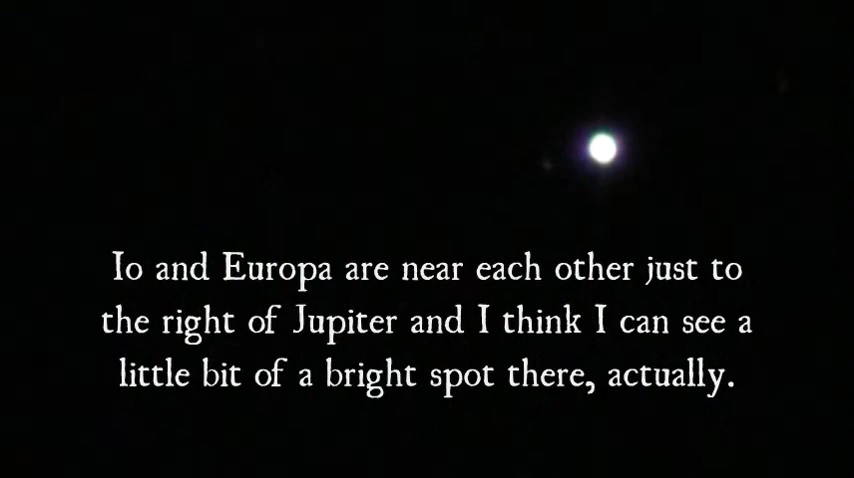 Io and Europa are near each other just to
the right of Jupiter and I think I can see a
little bit of a bright spot there, actually.